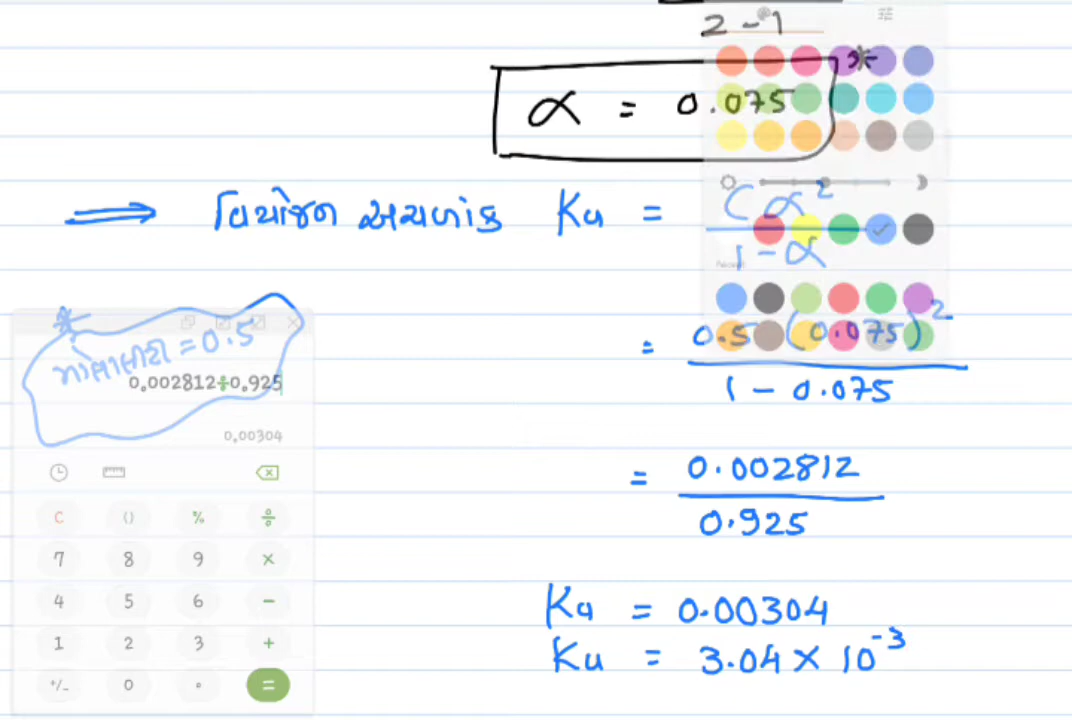 2 - 1
α = 0.075
⟹ વિયોજન અચળાંક Ka = Cα² / 1 - α
= 0.5 (0.075)² / 1 - 0.075
મોલારિટી = 0.5
0.002812÷0.925
0.00304
= 0.002812 / 0.925
C () % ÷
7 8 9 ×
4 5 6 -
1 2 3 +
+/- 0 . =
Ka = 0.00304
Ka = 3.04 × 10⁻³